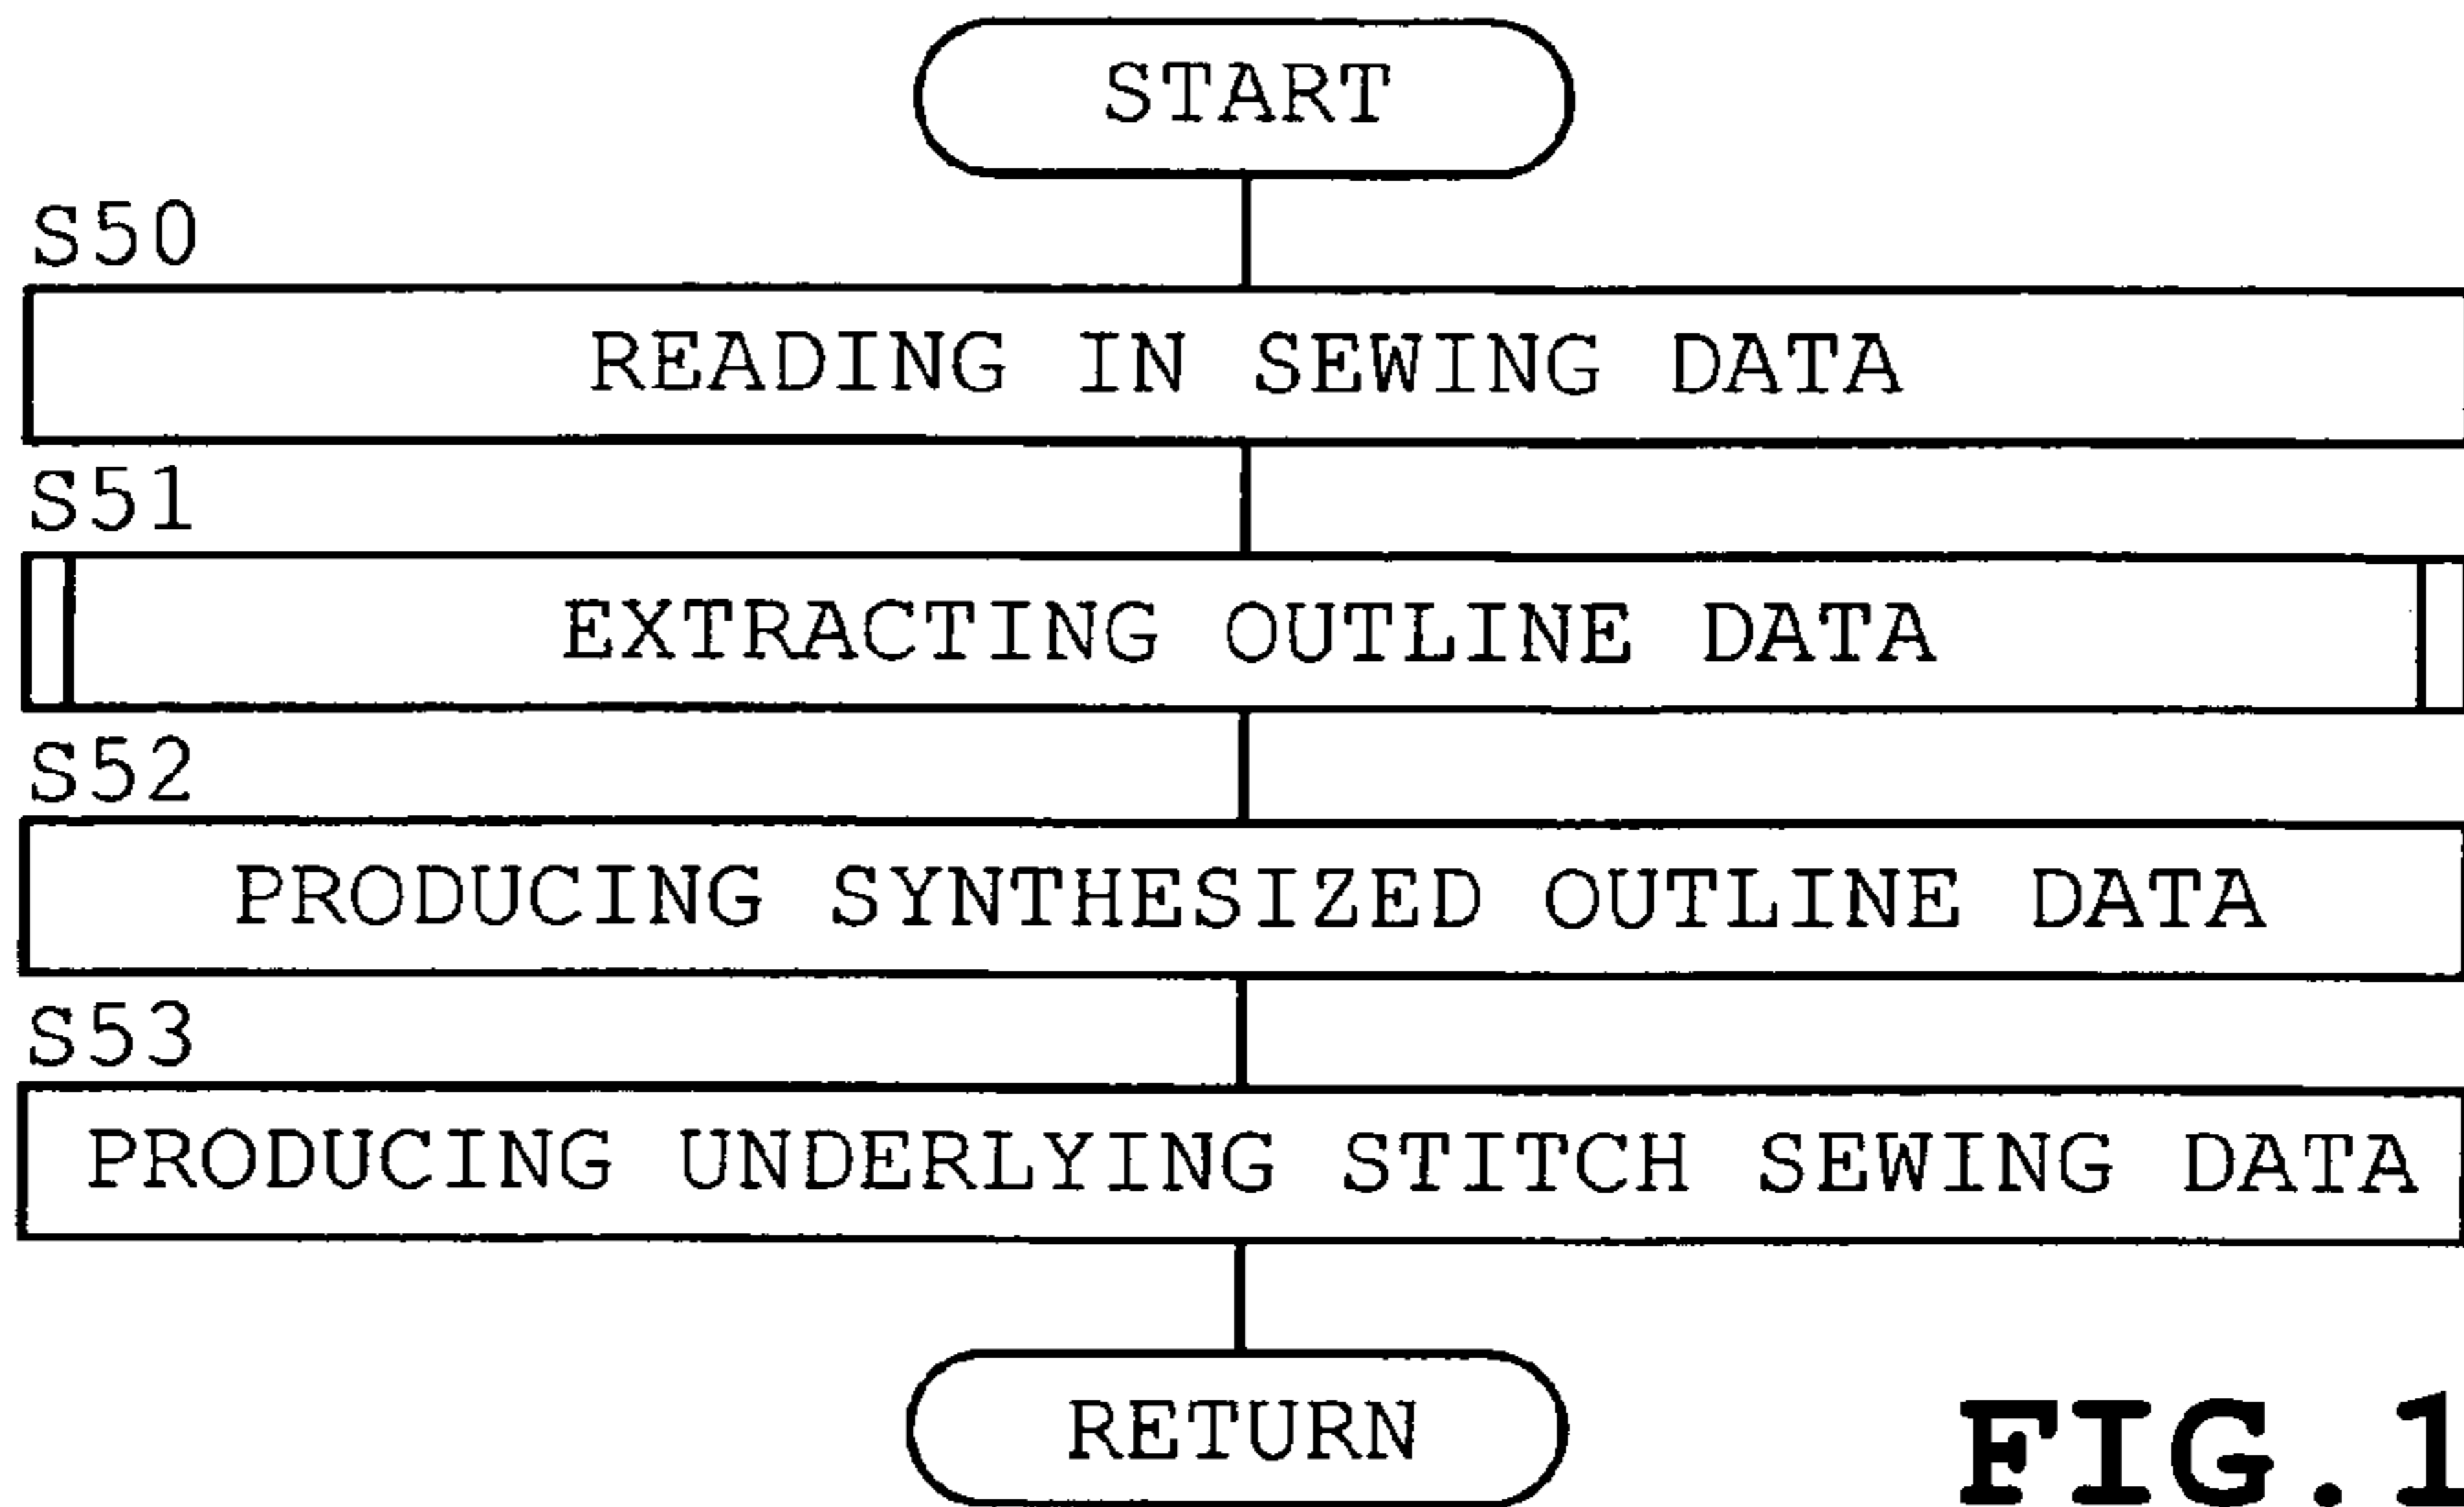 START
S50
READING IN SEWING DATA
S51
EXTRACTING OUTLINE DATA
S52
PRODUCING SYNTHESIZED OUTLINE DATA
S53
PRODUCING UNDERLYING STITCH SEWING DATA
RETURN
FIG.1